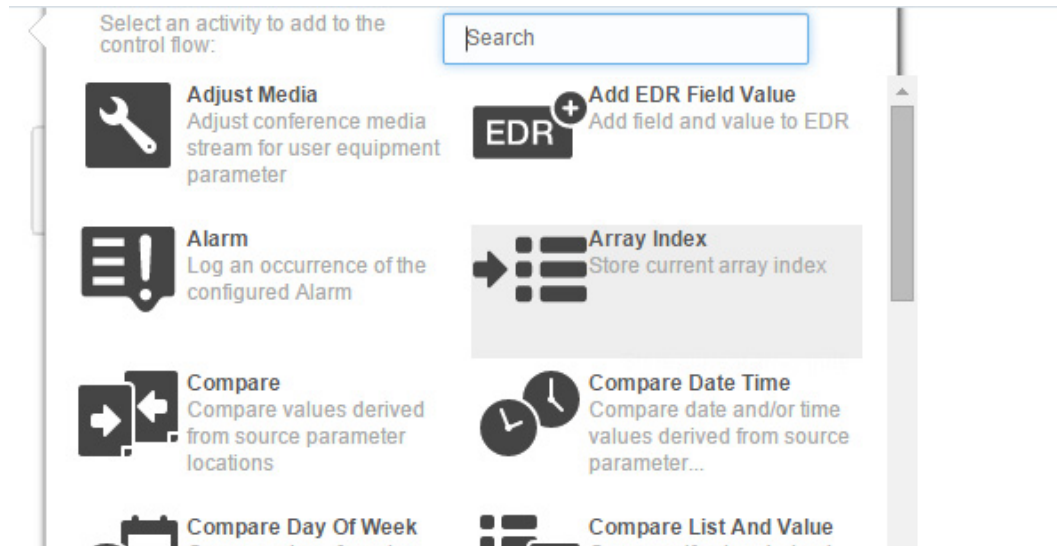 Select an activity to add to the
control flow:
Search
Adjust Media
Adjust conference media
stream for user equipment
parameter
EDR
Add EDR Field Value
Add field and value to EDR
Alarm
Log an occurrence of the
configured Alarm
Array Index
Store current array index
Compare
Compare values derived
from source parameter
locations
Compare Date Time
Compare date and/or time
values derived from source
parameter...
Compare Day Of Week
Compare List And Value